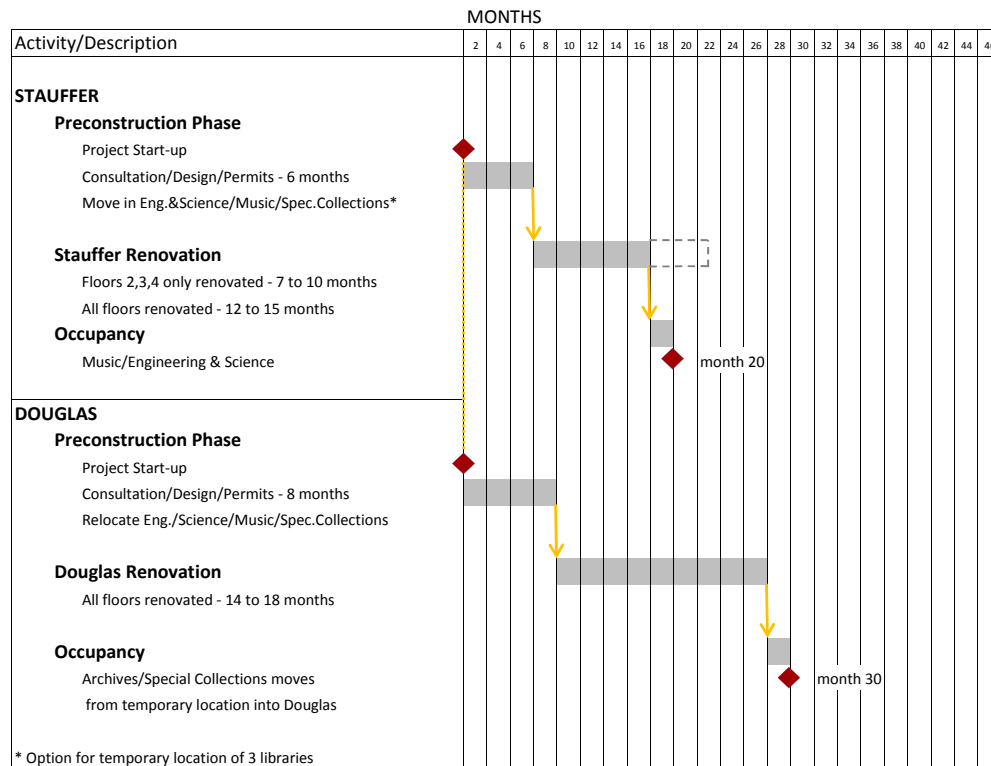 MONTHS
Activity/Description 2 4 6 8 10 12 14 16 18 20 22 24 26 28 30 32 34 36 38 40 42 44 46
STAUFFER
Preconstruction Phase
Project Start-up
Consultation/Design/Permits - 6 months
Move in Eng.&Science/Music/Spec.Collections*
Stauffer Renovation
Floors 2,3,4 only renovated - 7 to 10 months
All floors renovated - 12 to 15 months
Occupancy
Music/Engineering & Science month 20
DOUGLAS
Preconstruction Phase
Project Start-up
Consultation/Design/Permits - 8 months
Relocate Eng./Science/Music/Spec.Collections
Douglas Renovation
All floors renovated - 14 to 18 months
Occupancy
Archives/Special Collections moves month 30
from temporary location into Douglas
* Option for temporary location of 3 libraries